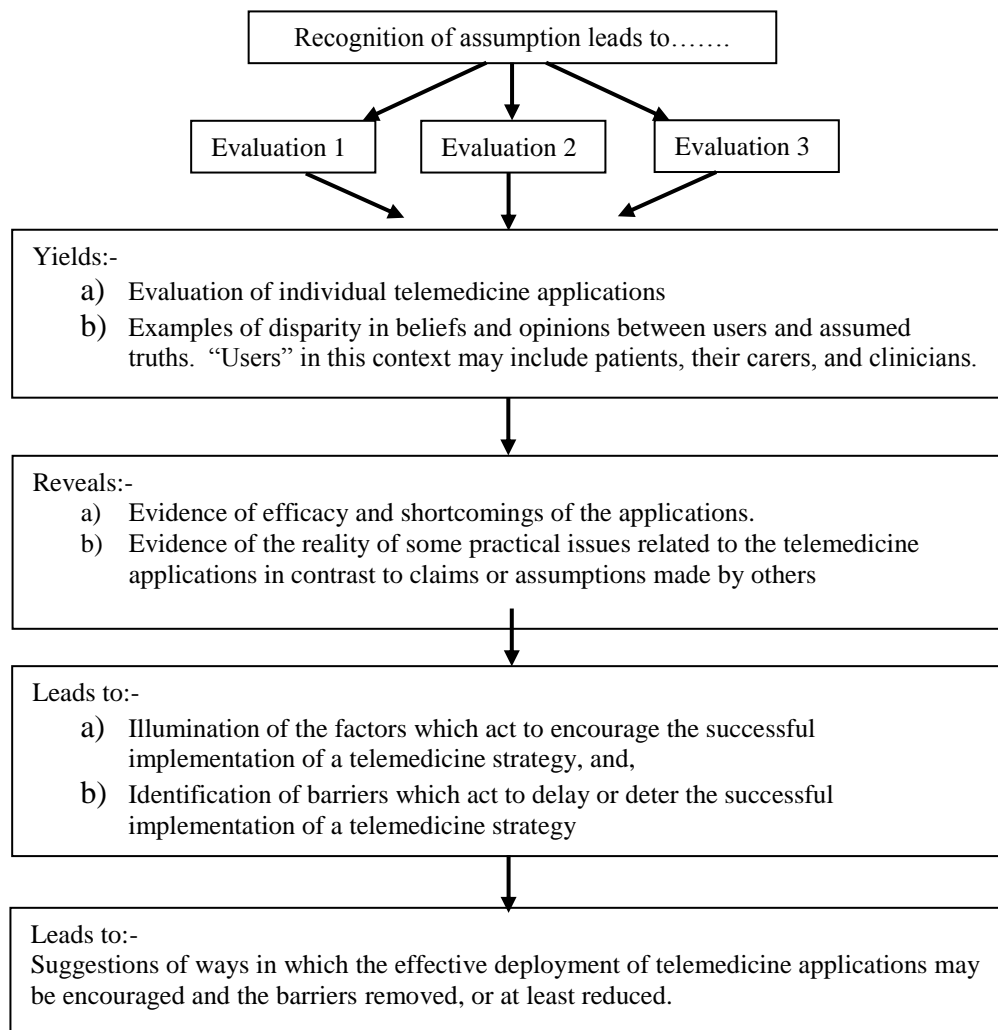 Recognition of assumption leads to…….
Evaluation 1
Evaluation 2
Evaluation 3
Yields:-
a) Evaluation of individual telemedicine applications
b) Examples of disparity in beliefs and opinions between users and assumed
truths. “Users” in this context may include patients, their carers, and clinicians.
Reveals:-
a) Evidence of efficacy and shortcomings of the applications.
b) Evidence of the reality of some practical issues related to the telemedicine
applications in contrast to claims or assumptions made by others
Leads to:-
a) Illumination of the factors which act to encourage the successful
implementation of a telemedicine strategy, and,
b) Identification of barriers which act to delay or deter the successful
implementation of a telemedicine strategy
Leads to:-
Suggestions of ways in which the effective deployment of telemedicine applications may
be encouraged and the barriers removed, or at least reduced.